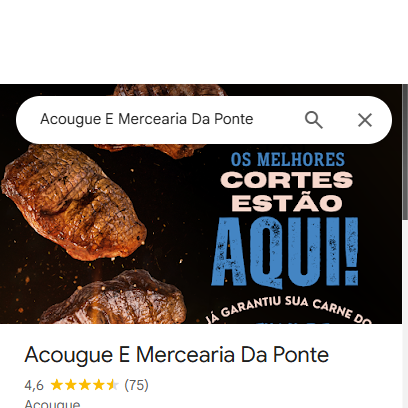 Acougue E Mercearia Da Ponte
OS MELHORES
CORTES
ESTÃO
AQUI!
JÁ GARANTIU SUA CARNE DO
Acougue E Mercearia Da Ponte
4,6 (75)
Açougue